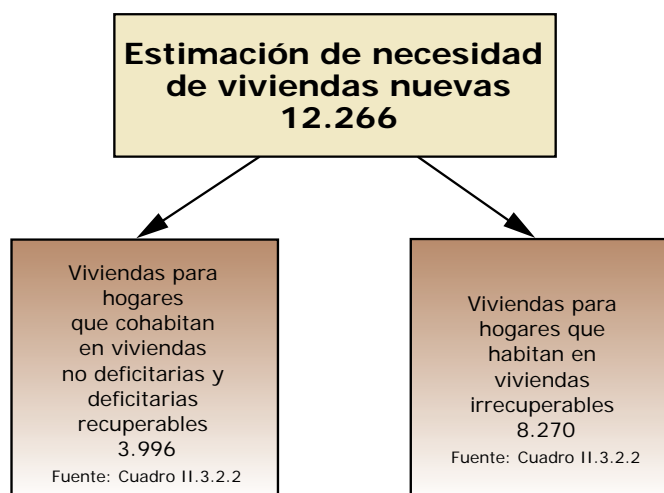 Estimación de necesidad
de viviendas nuevas
12.266
Viviendas para
hogares
que cohabitan
en viviendas
no deficitarias y
deficitarias
recuperables
3.996
Fuente: Cuadro II.3.2.2
Viviendas para
hogares que
habitan en
viviendas
irrecuperables
8.270
Fuente: Cuadro II.3.2.2